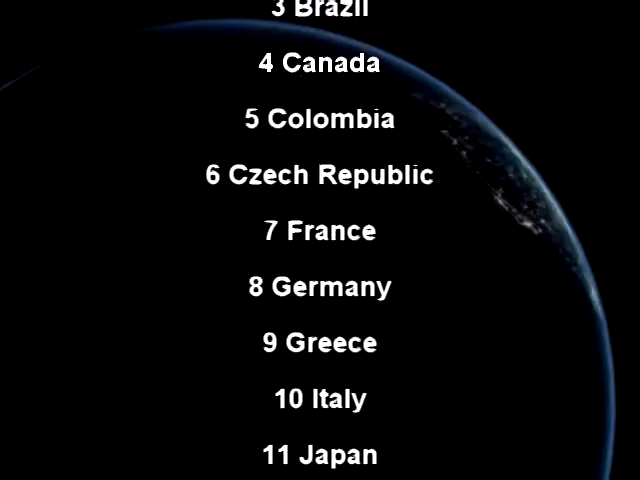 3 Brazil
4 Canada
5 Colombia
6 Czech Republic
7 France
8 Germany
9 Greece
10 Italy
11 Japan